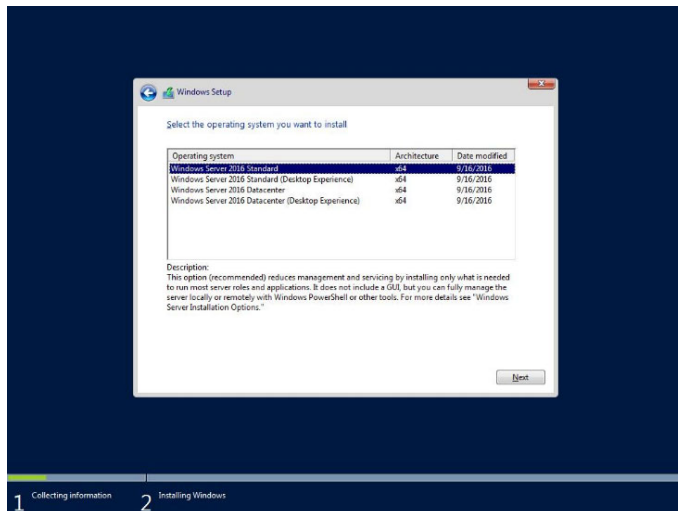 Windows Setup
Select the operating system you want to install
Operating system Architecture Date modified
Windows Server 2016 Standard x64 9/16/2016
Windows Server 2016 Standard (Desktop Experience) x64 9/16/2016
Windows Server 2016 Datacenter x64 9/16/2016
Windows Server 2016 Datacenter (Desktop Experience) x64 9/16/2016
Description:
This option (recommended) reduces management and servicing by installing only what is needed
to run most server roles and applications. It does not include a GUI, but you can fully manage the
server locally or remotely with Windows PowerShell or other tools. For more details see "Windows
Server Installation Options."
Next
1 Collecting information 2 Installing Windows